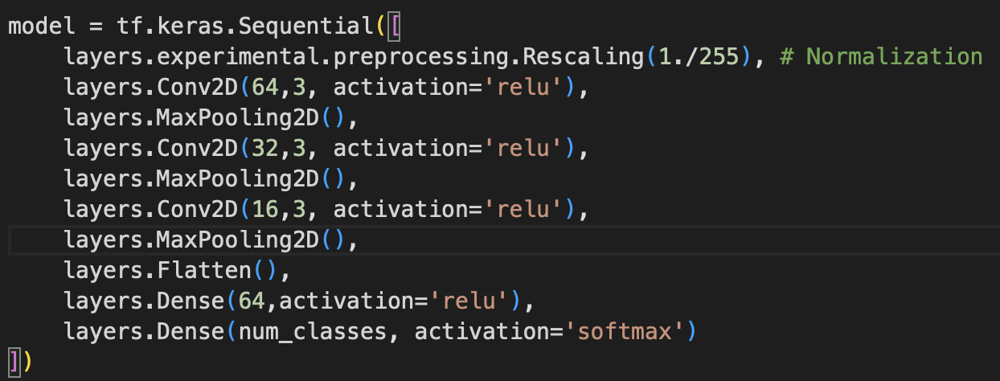 model = tf.keras.Sequential([
    layers.experimental.preprocessing.Rescaling(1./255), # Normalization
    layers.Conv2D(64,3, activation='relu'),
    layers.MaxPooling2D(),
    layers.Conv2D(32,3, activation='relu'),
    layers.MaxPooling2D(),
    layers.Conv2D(16,3, activation='relu'),
    layers.MaxPooling2D(),
    layers.Flatten(),
    layers.Dense(64,activation='relu'),
    layers.Dense(num_classes, activation='softmax')
])